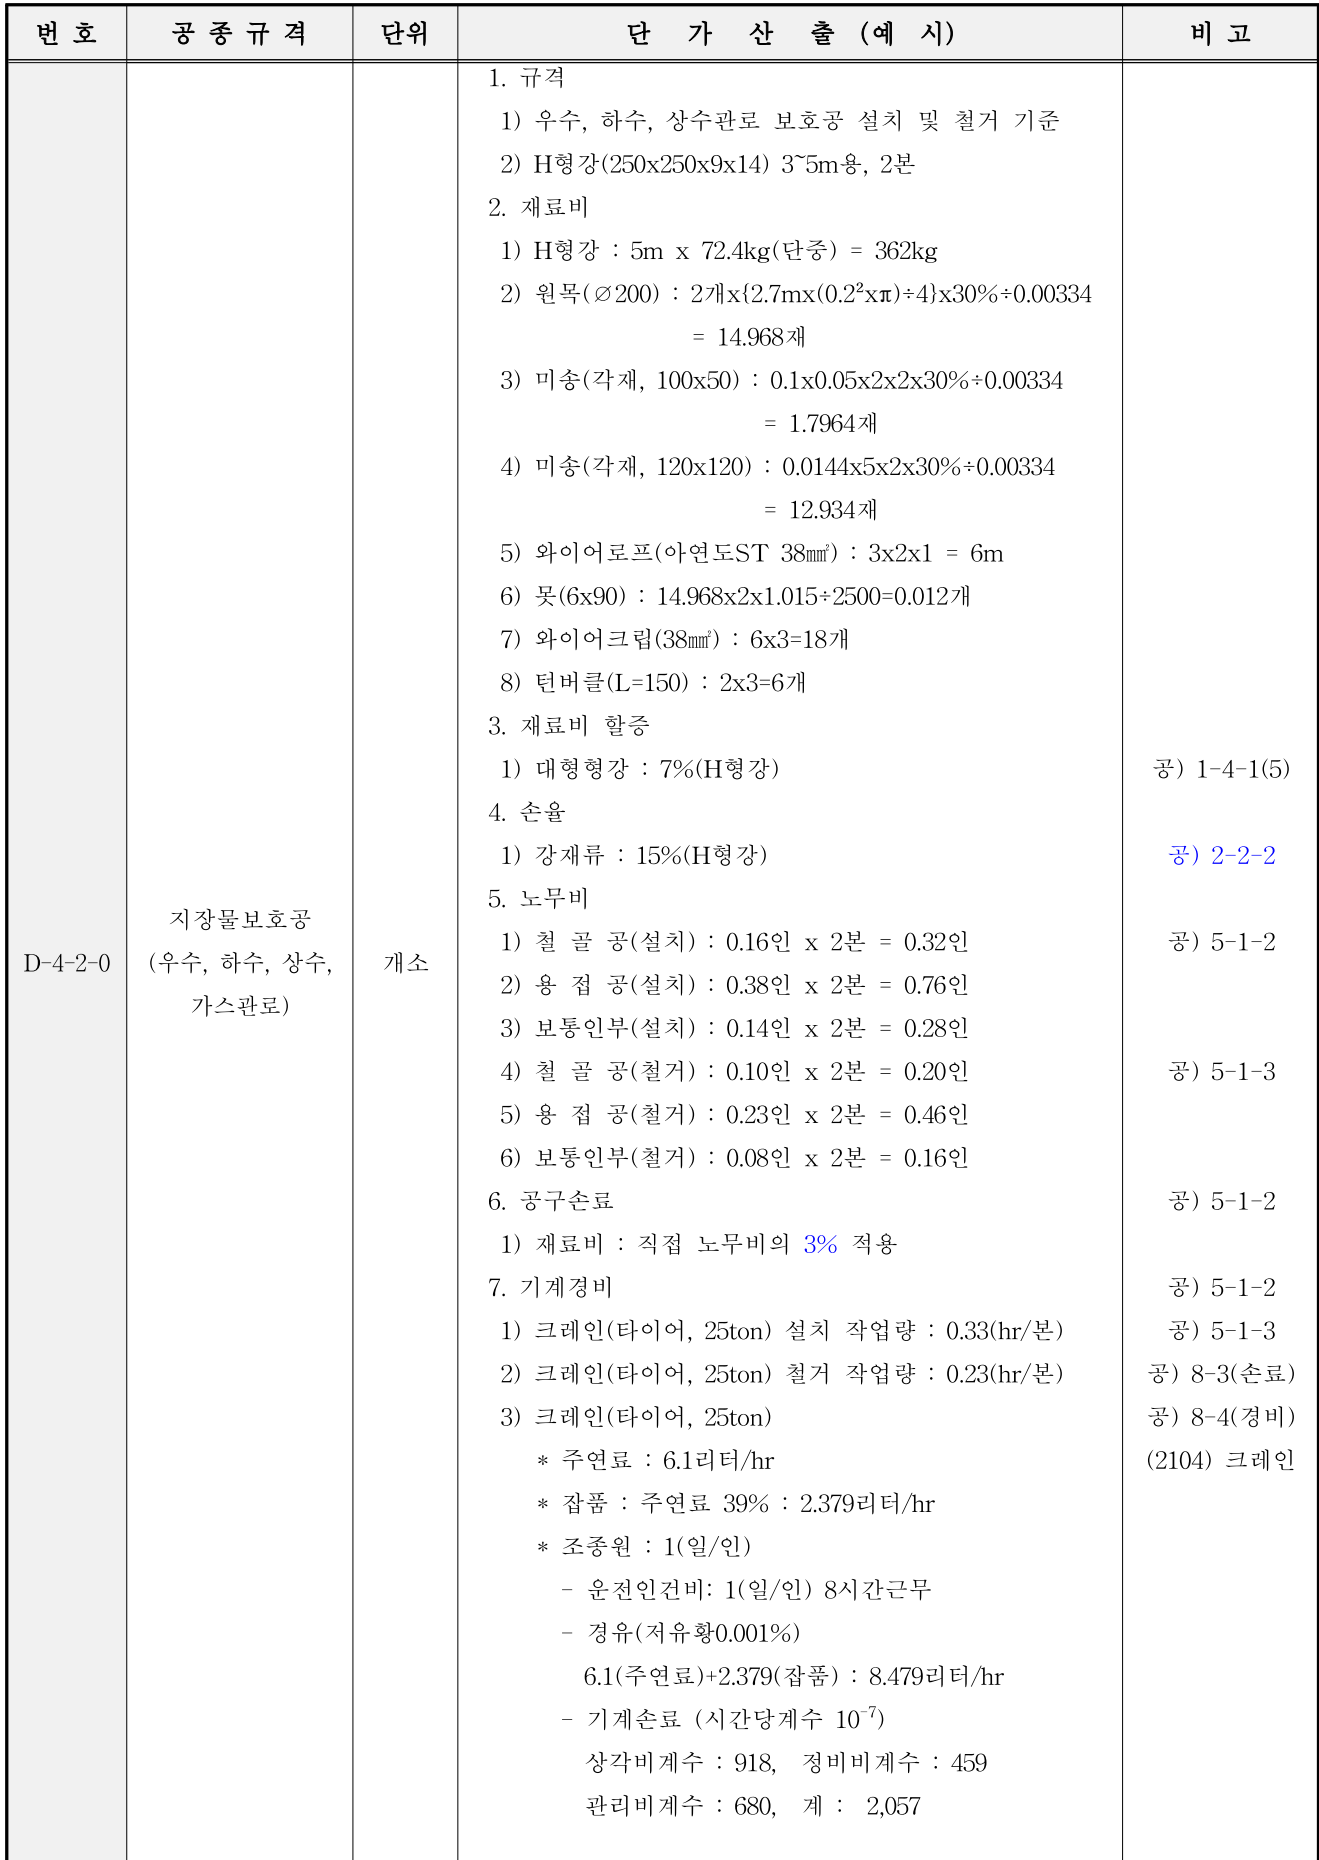 번 호 공 종 규 격 단위 단 가 산 출 (예 시) 비 고
1. 규격
1) 우수, 하수, 상수관로 보호공 설치 및 철거 기준
2) H형강(250x250x9x14) 3~5m용, 2본
2. 재료비
1) H형강 : 5m x 72.4kg(단중) = 362kg
2) 원목(∅200) : 2개x{2.7mx(0.2²xπ)÷4}x30%÷0.00334
= 14.968재
3) 미송(각재, 100x50) : 0.1x0.05x2x2x30%÷0.00334
= 1.7964재
4) 미송(각재, 120x120) : 0.0144x5x2x30%÷0.00334
= 12.934재
5) 와이어로프(아연도ST 38㎟) : 3x2x1 = 6m
6) 못(6x90) : 14.968x2x1.015÷2500=0.012개
7) 와이어크립(38㎟) : 6x3=18개
8) 턴버클(L=150) : 2x3=6개
3. 재료비 할증
1) 대형형강 : 7%(H형강) 공) 1-4-1(5)
4. 손율
1) 강재류 : 15%(H형강) 공) 2-2-2
5. 노무비
지장물보호공
1) 철 골 공(설치) : 0.16인 x 2본 = 0.32인 공) 5-1-2
D-4-2-0 (우수, 하수, 상수, 개소
2) 용 접 공(설치) : 0.38인 x 2본 = 0.76인
가스관로)
3) 보통인부(설치) : 0.14인 x 2본 = 0.28인
4) 철 골 공(철거) : 0.10인 x 2본 = 0.20인 공) 5-1-3
5) 용 접 공(철거) : 0.23인 x 2본 = 0.46인
6) 보통인부(철거) : 0.08인 x 2본 = 0.16인
6. 공구손료 공) 5-1-2
1) 재료비 : 직접 노무비의 3% 적용
7. 기계경비 공) 5-1-2
1) 크레인(타이어, 25ton) 설치 작업량 : 0.33(hr/본) 공) 5-1-3
2) 크레인(타이어, 25ton) 철거 작업량 : 0.23(hr/본) 공) 8-3(손료)
3) 크레인(타이어, 25ton) 공) 8-4(경비)
* 주연료 : 6.1리터/hr (2104) 크레인
* 잡품 : 주연료 39% : 2.379리터/hr
* 조종원 : 1(일/인)
- 운전인건비: 1(일/인) 8시간근무
- 경유(저유황0.001%)
6.1(주연료)+2.379(잡품) : 8.479리터/hr
- 기계손료 (시간당계수 10⁻⁷)
상각비계수 : 918, 정비비계수 : 459
관리비계수 : 680, 계 : 2,057